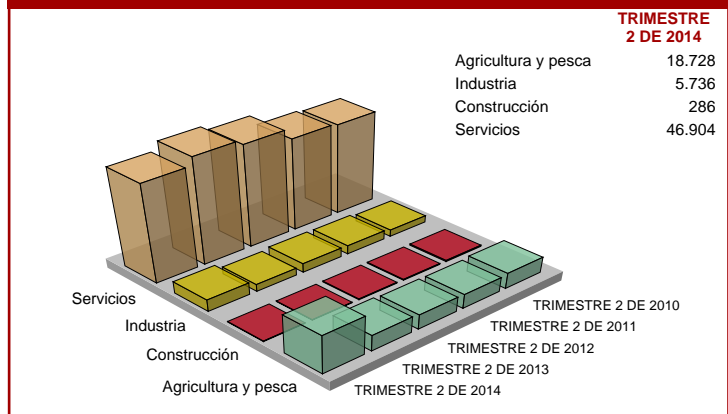 TRIMESTRE
2 DE 2014
Agricultura y pesca 18.728
Industria 5.736
Construcción 286
Servicios 46.904
Servicios
Industria
Construcción
Agricultura y pesca
TRIMESTRE 2 DE 2010
TRIMESTRE 2 DE 2011
TRIMESTRE 2 DE 2012
TRIMESTRE 2 DE 2013
TRIMESTRE 2 DE 2014